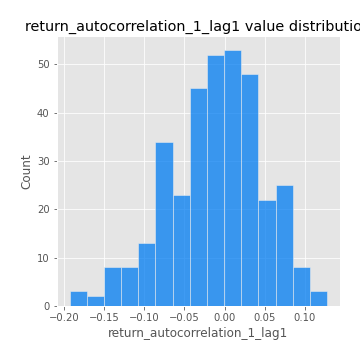 return_autocorrelation_1_lag1 value distributio
50
40
30
20
10
0
Count
−0.20 −0.15 −0.10 −0.05 0.00 0.05 0.10
return_autocorrelation_1_lag1